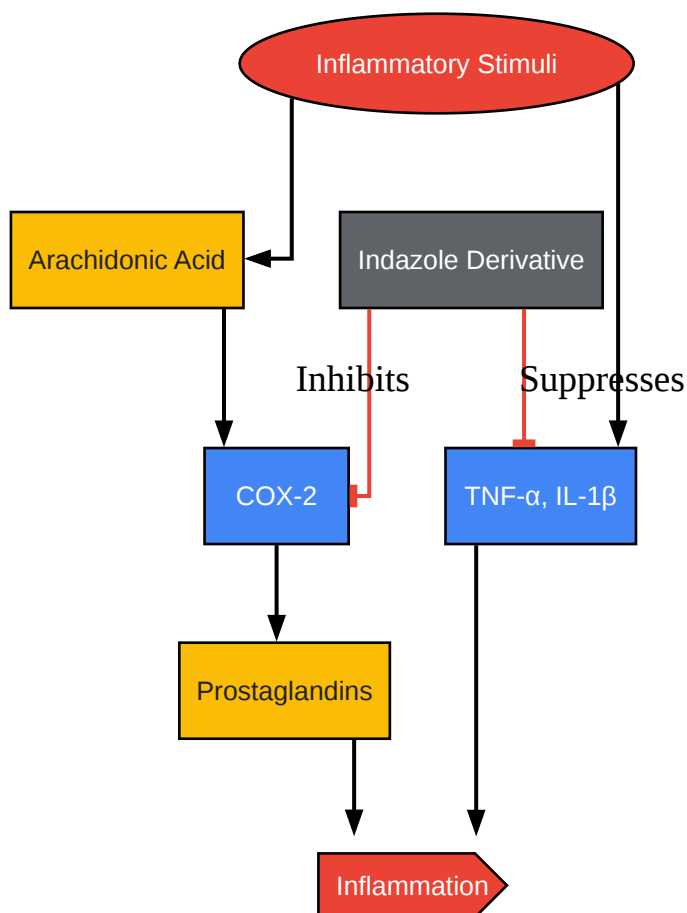 Inflammatory Stimuli
Arachidonic Acid
Indazole Derivative
Inhibits
Suppresses
COX-2
TNF-α, IL-1β
Prostaglandins
Inflammation